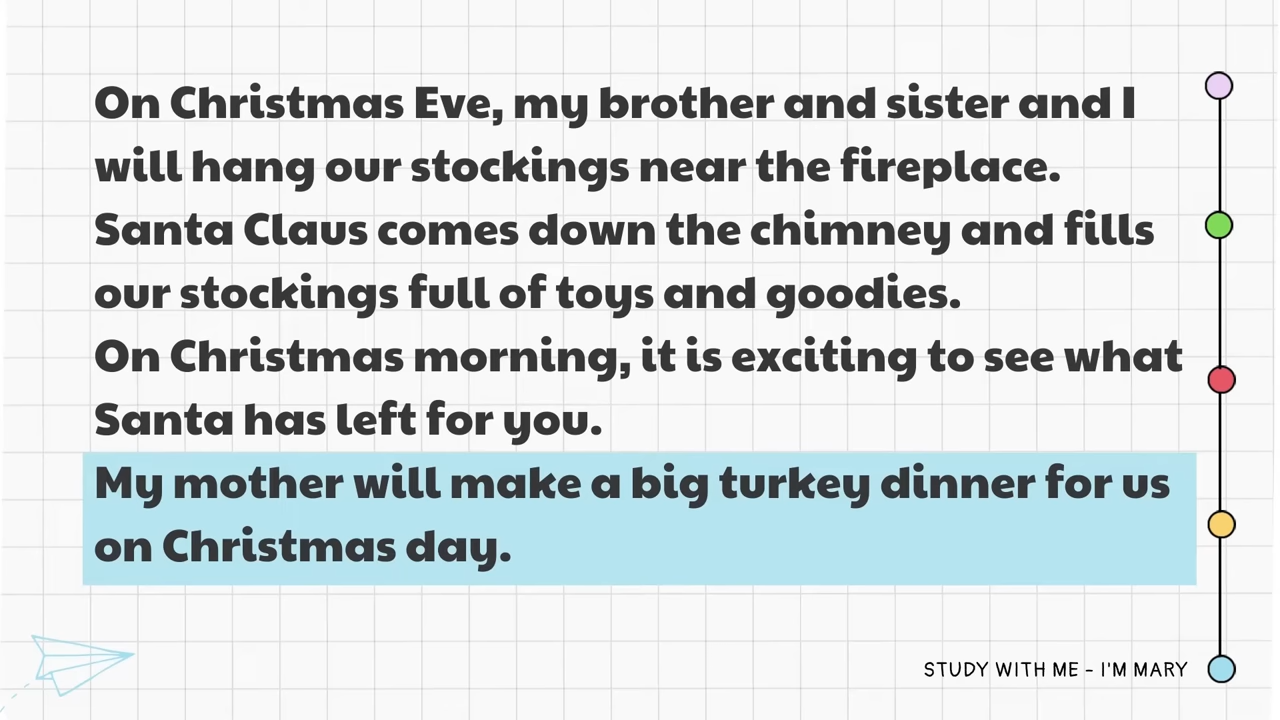 On Christmas Eve, my brother and sister and I
will hang our stockings near the fireplace.
Santa Claus comes down the chimney and fills
our stockings full of toys and goodies.
On Christmas morning, it is exciting to see what
Santa has left for you.
My mother will make a big turkey dinner for us
on Christmas day.
STUDY WITH ME - I'M MARY